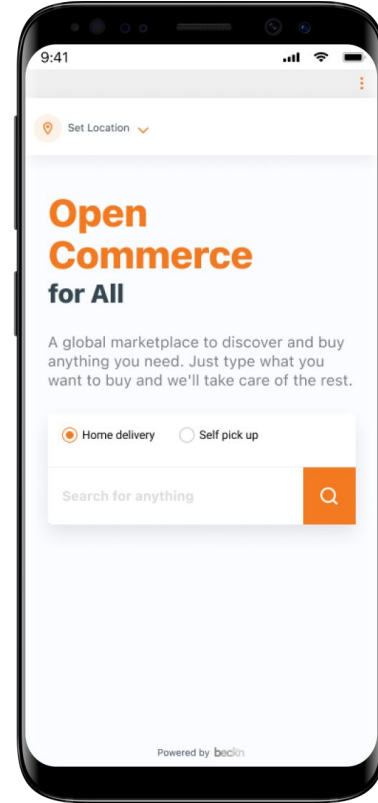 9:41
Set Location
Open
Commerce
for All
A global marketplace to discover and buy
anything you need. Just type what you
want to buy and we'll take care of the rest.
Home delivery Self pick up
Search for anything
Powered by beckn